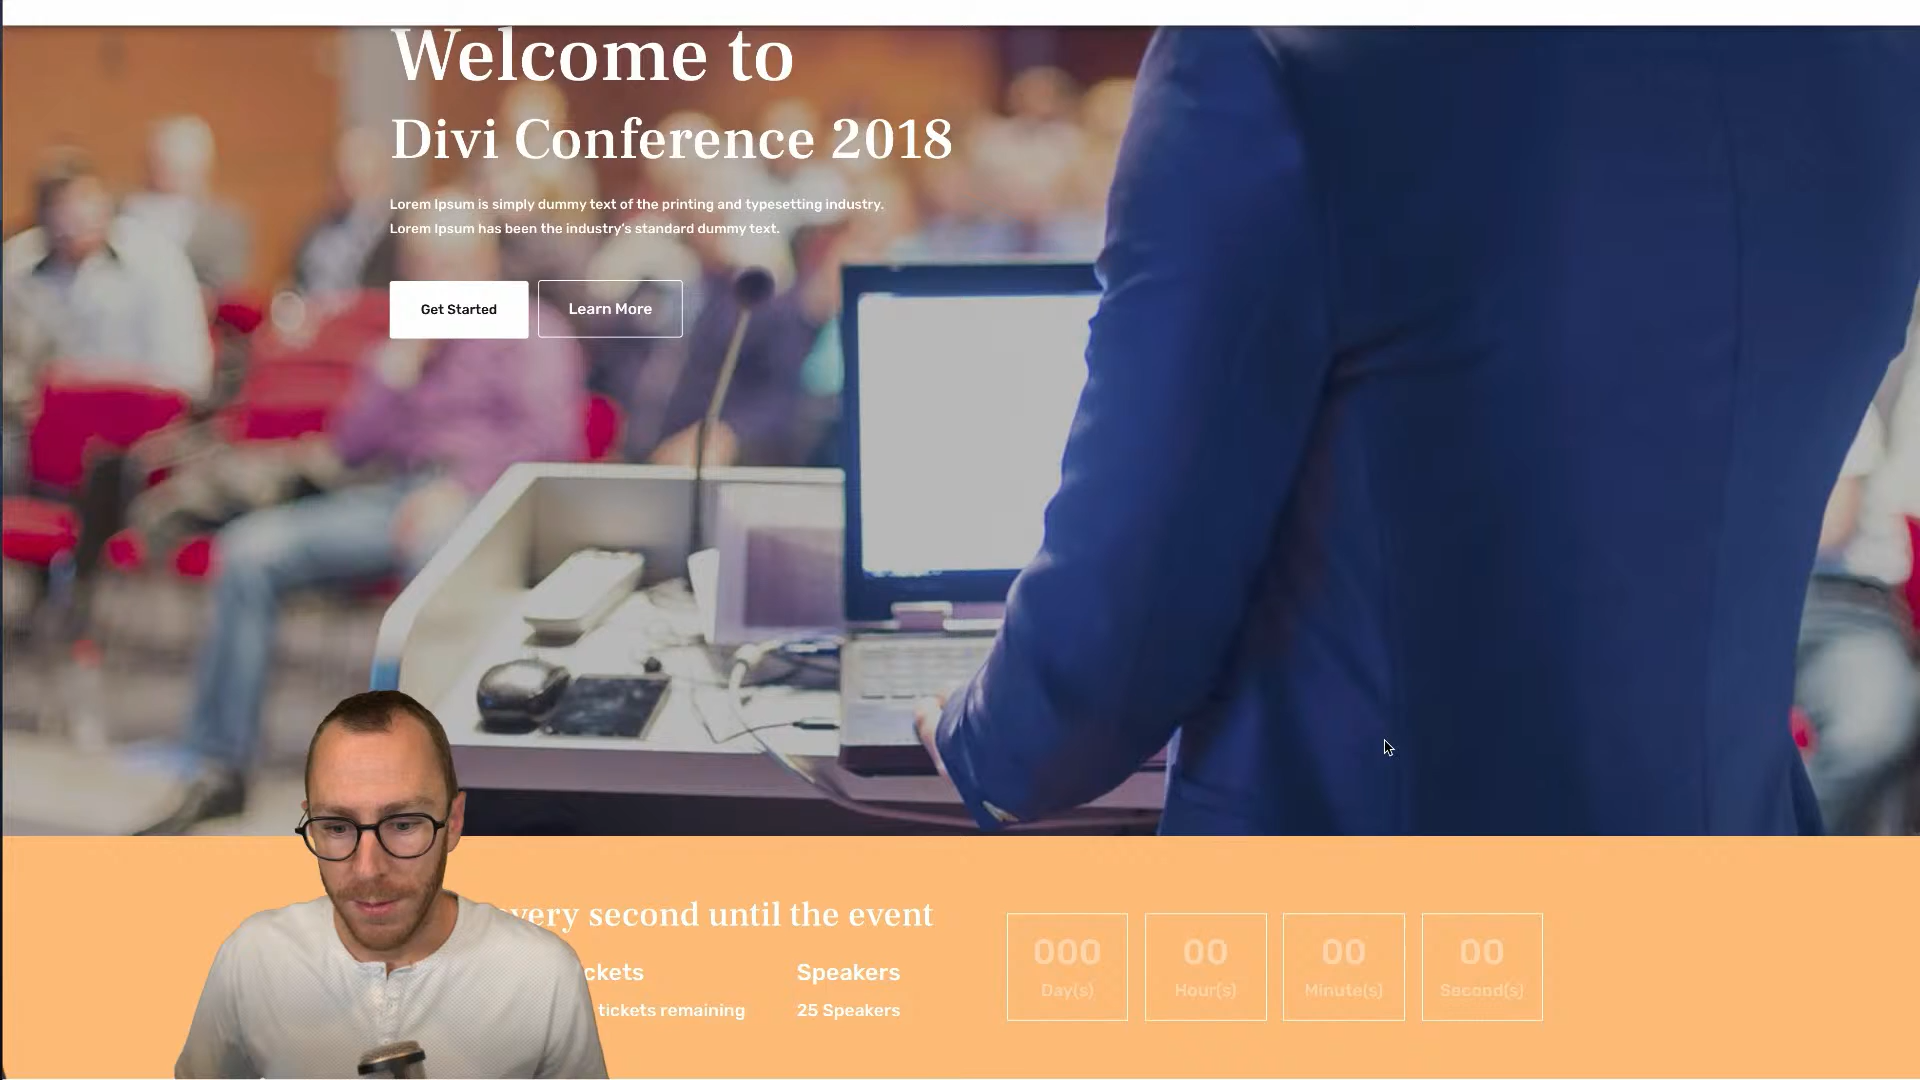 Welcome to
Divi Conference 2018
Lorem Ipsum is simply dummy text of the printing and typesetting industry.
Lorem Ipsum has been the industry's standard dummy text.
Get Started
Learn More
every second until the event
ckets
tickets remaining
Speakers
25 Speakers
000
Day(s)
00
Hour(s)
00
Minute(s)
00
Second(s)